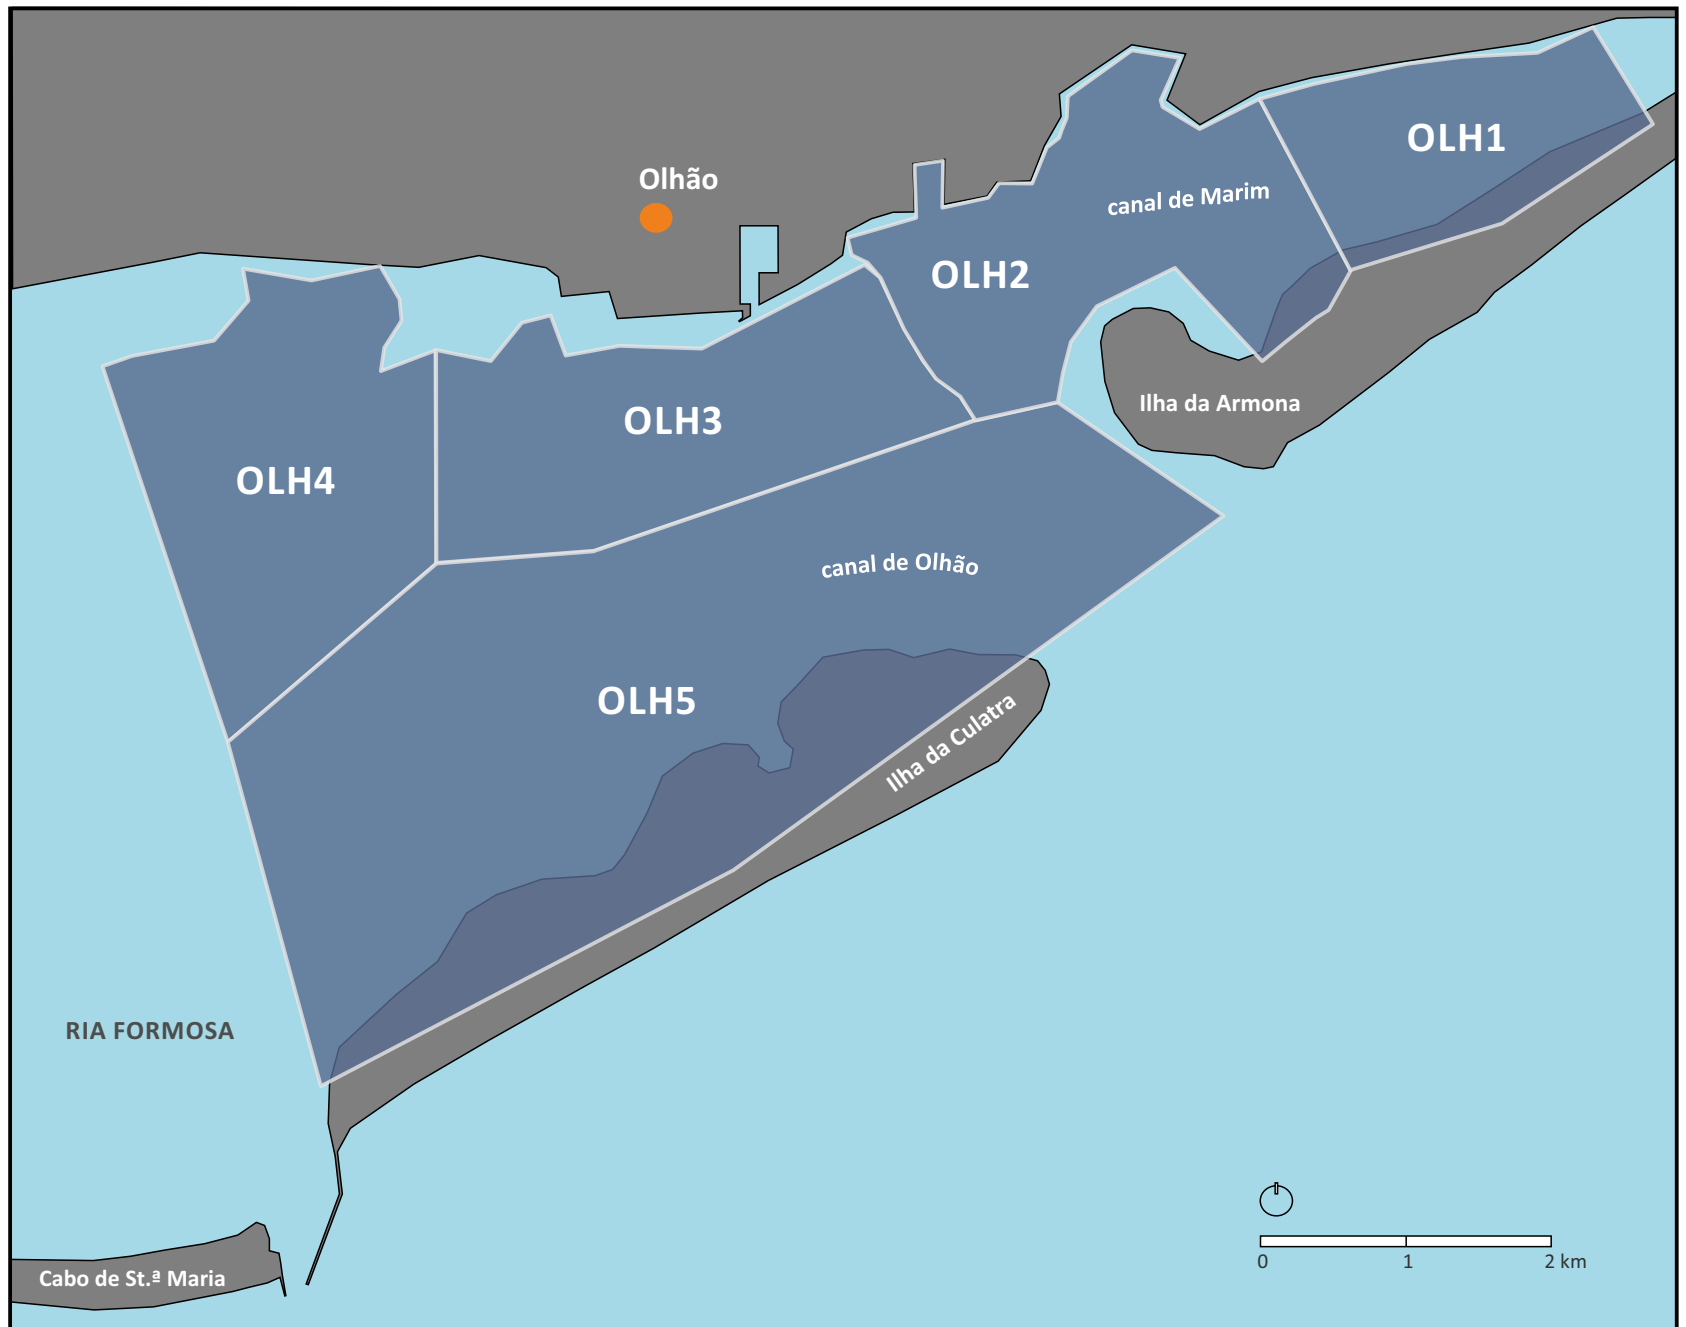 OLH1
Olhão
canal de Marim
OLH2
Ilha da Armona
OLH3
OLH4
canal de Olhão
OLH5
Ilha da Culatra
RIA FORMOSA
Cabo de St.ª Maria
0 1 2 km